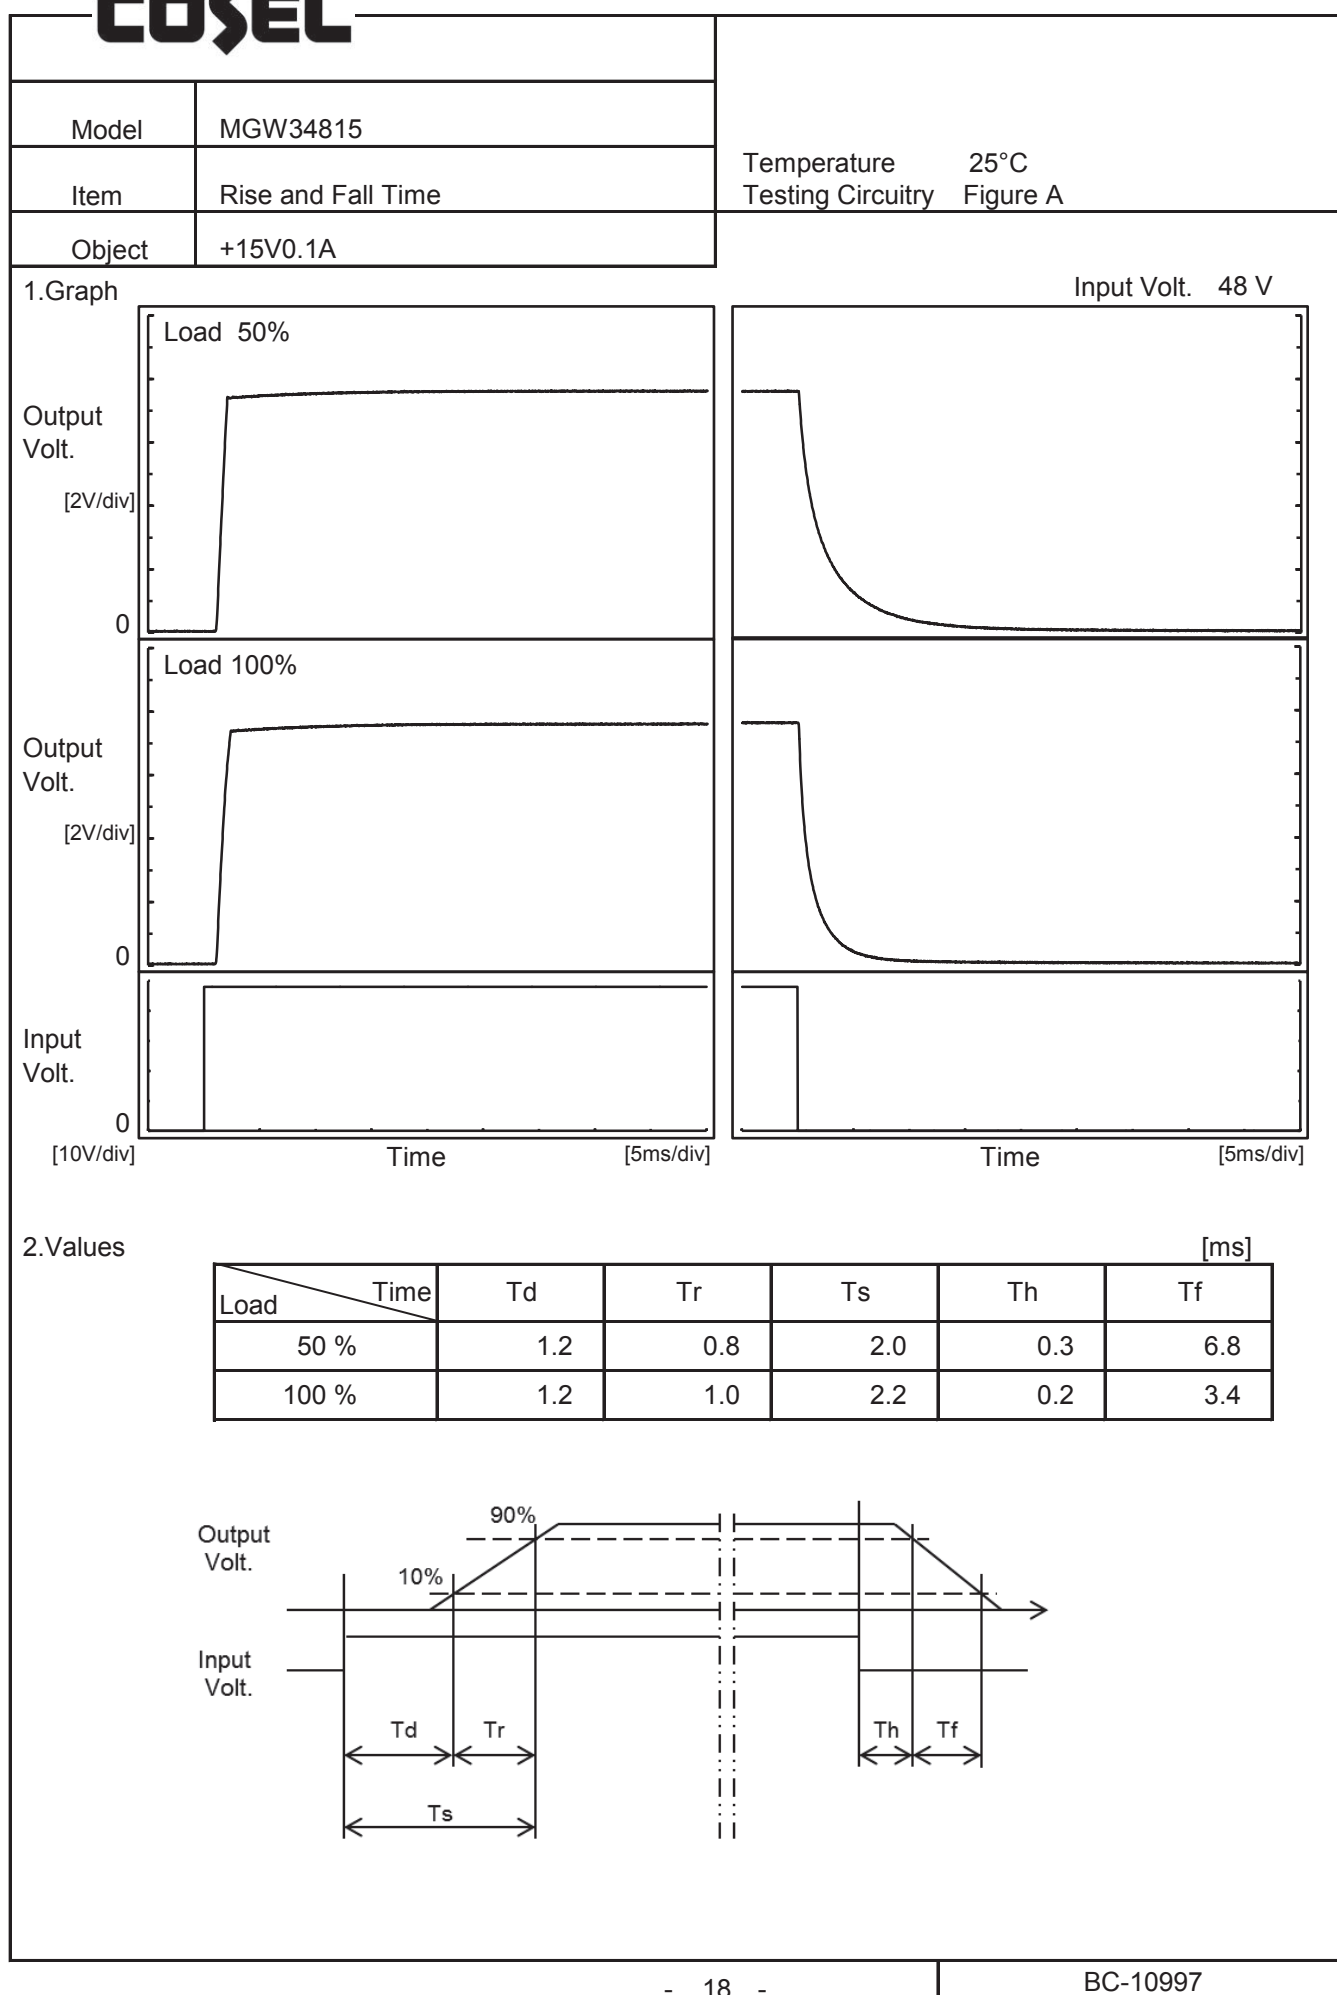 COSEL
Model MGW34815
Item Rise and Fall Time
Temperature 25°C
Testing Circuitry Figure A
Object +15V0.1A
1.Graph
Input Volt. 48 V
Load 50%
Output
Volt.
[2V/div]
0
Load 100%
Output
Volt.
[2V/div]
0
Input
Volt.
0
[10V/div] Time [5ms/div] Time [5ms/div]
2.Values [ms]
Time Load Td Tr Ts Th Tf
50 % 1.2 0.8 2.0 0.3 6.8
100 % 1.2 1.0 2.2 0.2 3.4
90%
Output
Volt.
10%
Input
Volt.
Td Tr Th Tf
Ts
- 18 -
BC-10997